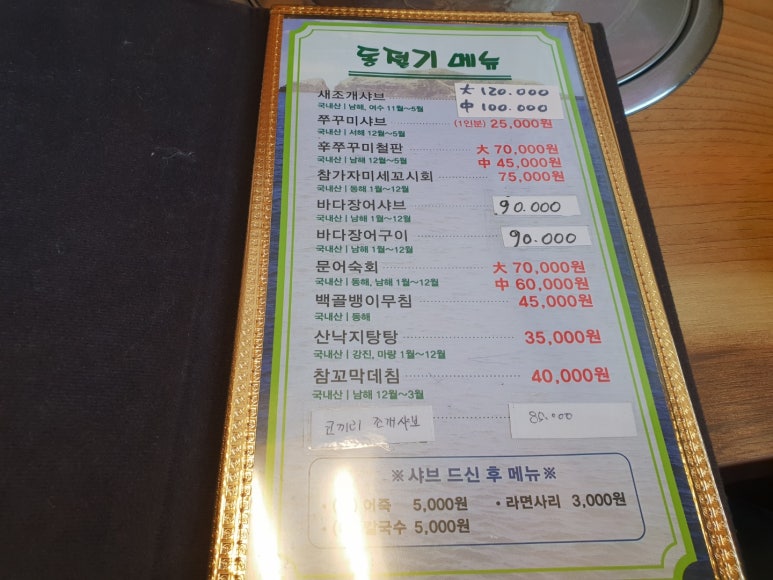 동절기 메뉴
새조개샤브 大 120.000
국내산 | 남해, 여수 11월~5월 中 100.000
쭈꾸미샤브 (1인분) 25,000원
국내산 | 서해 12월~5월
후쭈꾸미철판 大 70,000원
국내산 | 남해 12월~5월 中 45,000원
참가자미세꼬시회 75,000원
국내산 | 동해 1월~12월
바다장어샤브 90.000
국내산 | 남해 1월~12월
바다장어구이 90.000
국내산 | 남해 1월~12월
문어숙회 大 70,000원
국내산 | 동해, 남해 1월~12월 中 60,000원
백골뱅이무침 45,000원
국내산 | 동해
산낙지탕탕 35,000원
국내산 | 강진, 마량 1월~12월
참꼬막데침 40,000원
국내산 | 남해 12월~3월
코끼리 조개샤브 80.000
※샤브 드신 후 메뉴※
어죽 5,000원 • 라면사리 3,000원
칼국수 5,000원